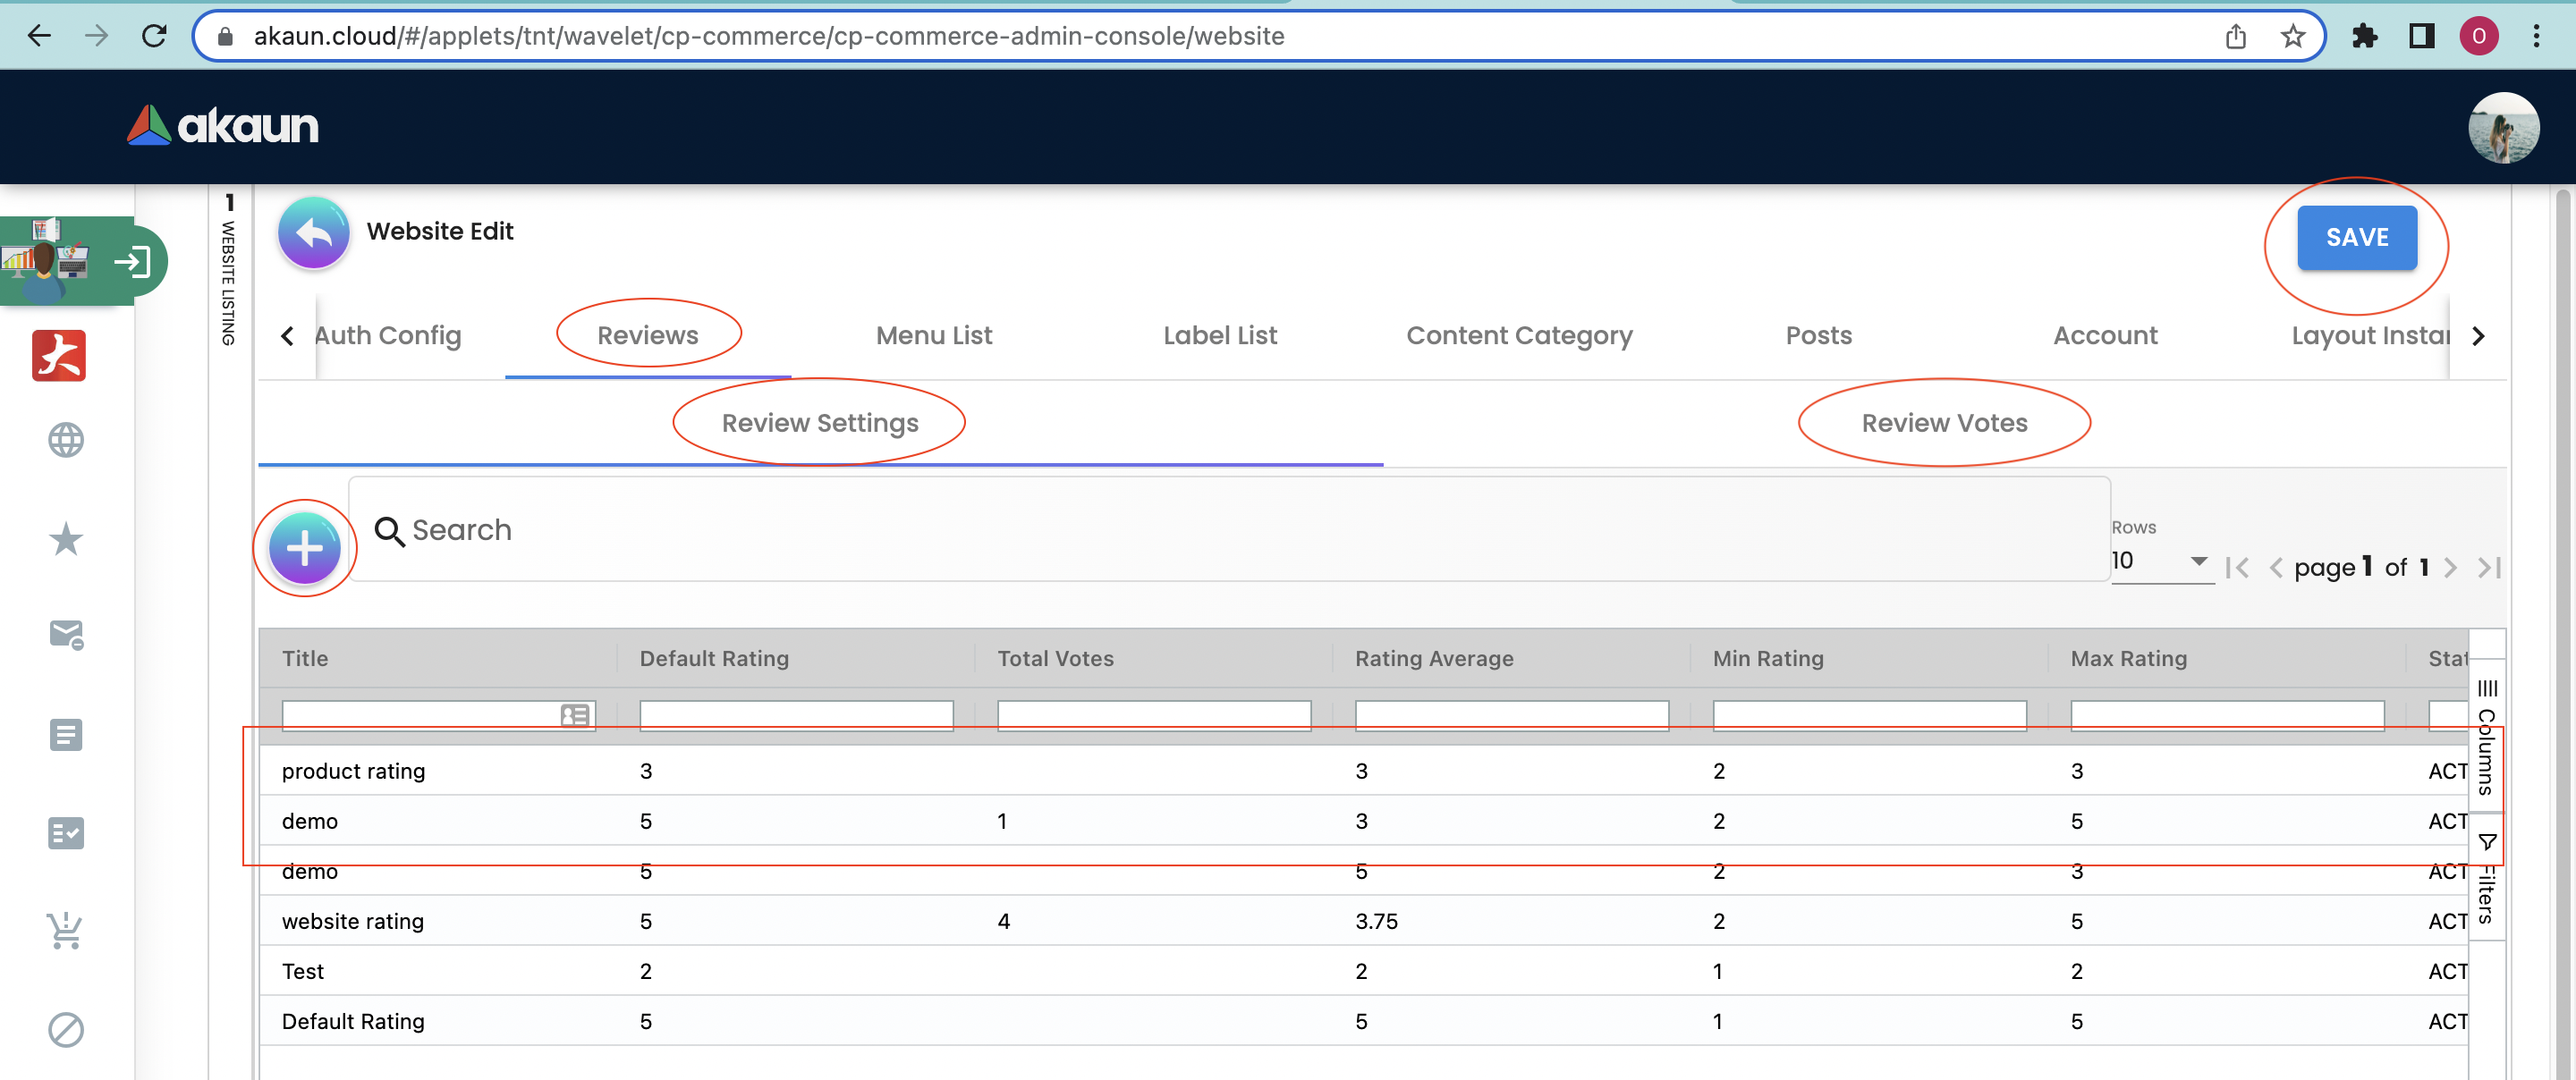 akaun.cloud/#/applets/tnt/wavelet/cp-commerce/cp-commerce-admin-console/website
O
akaun
1 WEBSITE LISTING
Website Edit
SAVE
Auth Config Reviews Menu List Label List Content Category Posts Account Layout Instan
Review Settings Review Votes
Search
Rows
10
page 1 of 1
Title Default Rating Total Votes Rating Average Min Rating Max Rating Stat
product rating 3 3 2 3 ACT
demo 5 1 3 2 5 ACT
demo 5 5 2 3 ACT
website rating 5 4 3.75 2 5 ACT
Test 2 2 1 2 ACT
Default Rating 5 5 1 5 ACT
Columns
Filters